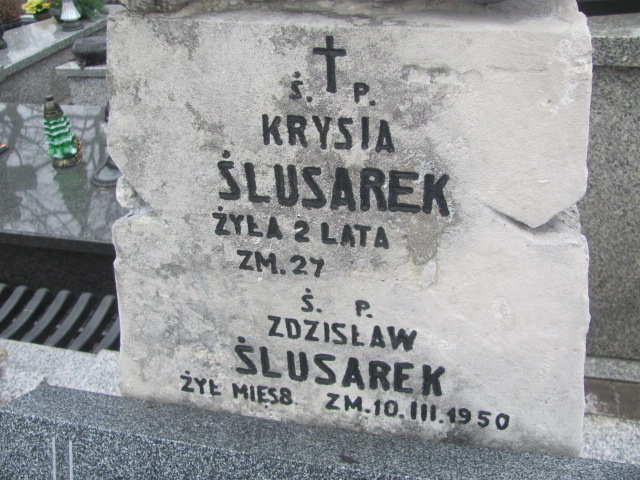 Ś. P.
KRYSIA
ŚLUSAREK
ŻYŁA 2 LATA
ZM. 27
Ś. P.
ZDZISŁAW
ŚLUSAREK
ŻYŁ MIES8 ZM.10.III.1950